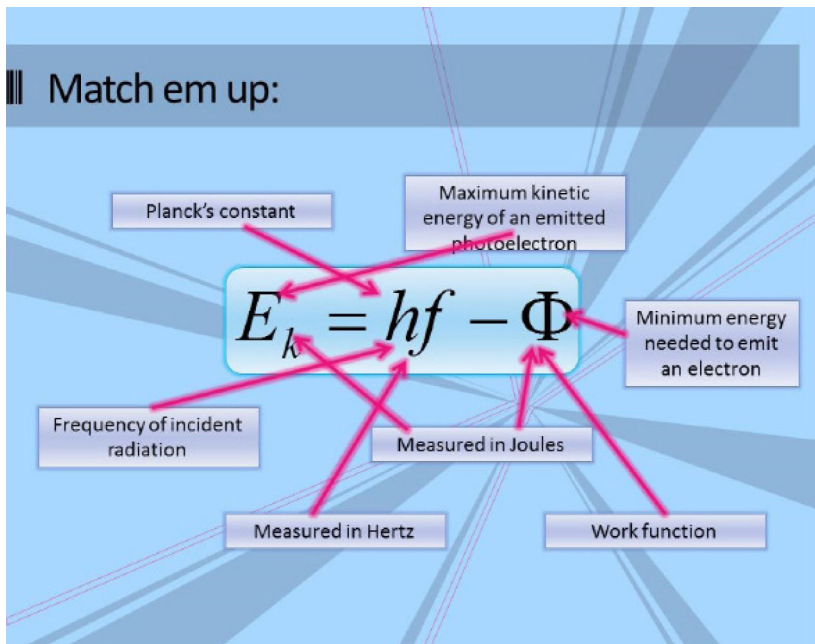 Match em up:
Planck's constant
Maximum kinetic
energy of an emitted
photoelectron
Eₖ = hf − Φ
Minimum energy
needed to emit
an electron
Frequency of incident
radiation
Measured in Joules
Measured in Hertz
Work function